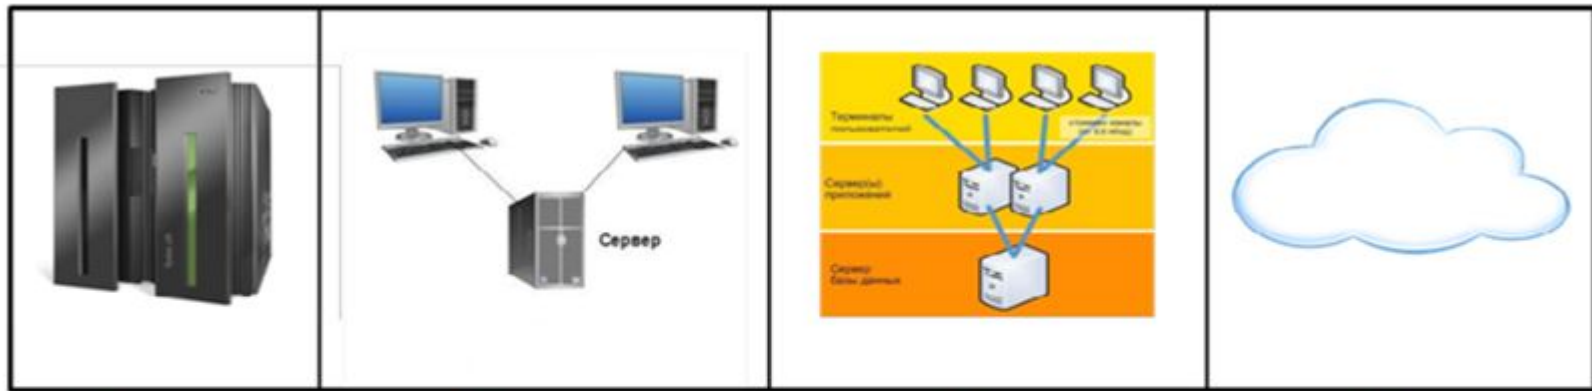 Сервер
Терминалы
пользователей
Сервер(ы)
приложений
Сервер
базы данных